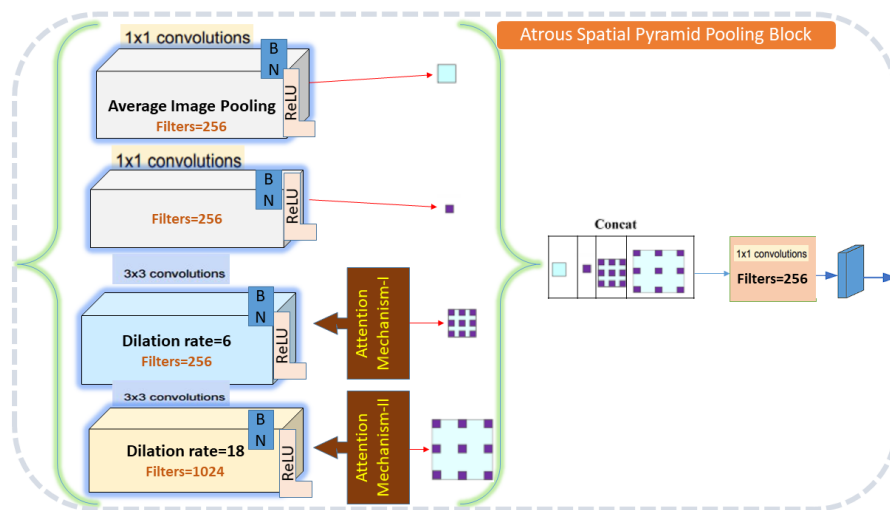 Atrous Spatial Pyramid Pooling Block
1x1 convolutions
B
N
ReLU
Average Image Pooling
Filters=256
1x1 convolutions
B
N
ReLU
Filters=256
3x3 convolutions
B
N
ReLU
Dilation rate=6
Filters=256
Attention
Mechanism-I
3x3 convolutions
B
N
ReLU
Dilation rate=18
Filters=1024
Attention
Mechanism-II
Concat
1x1 convolutions
Filters=256